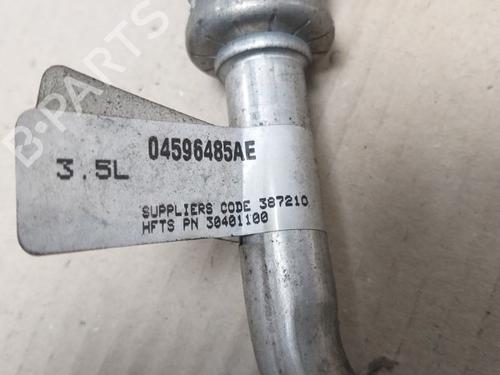 04596485AE
3.5L
SUPPLIERS CODE 387210
HFTS PN 30401100
B-PARTS